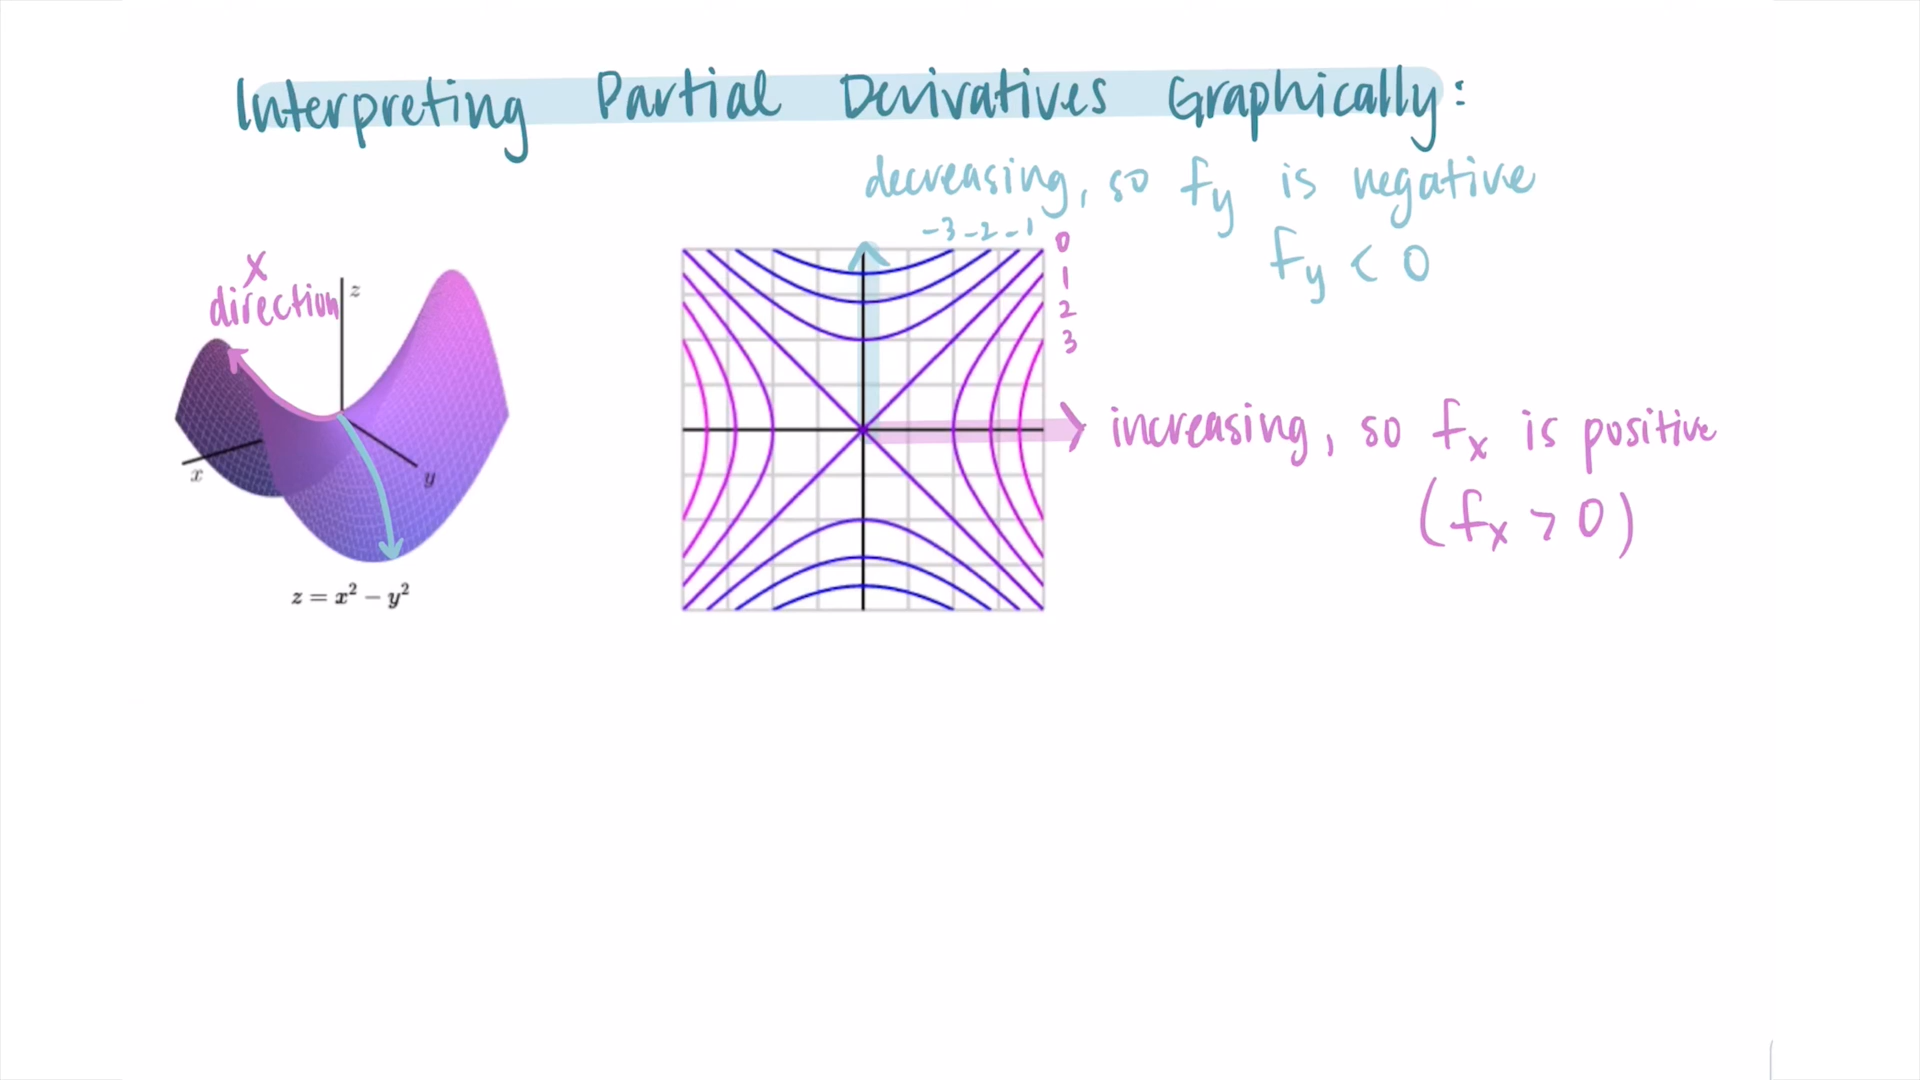 Interpreting Partial Derivatives Graphically:
decreasing, so fy is negative
fy < 0
-3 -2 -1 0
1
2
3
x
direction
z
x
y
z = x² − y²
increasing, so fx is positive
(fx > 0)